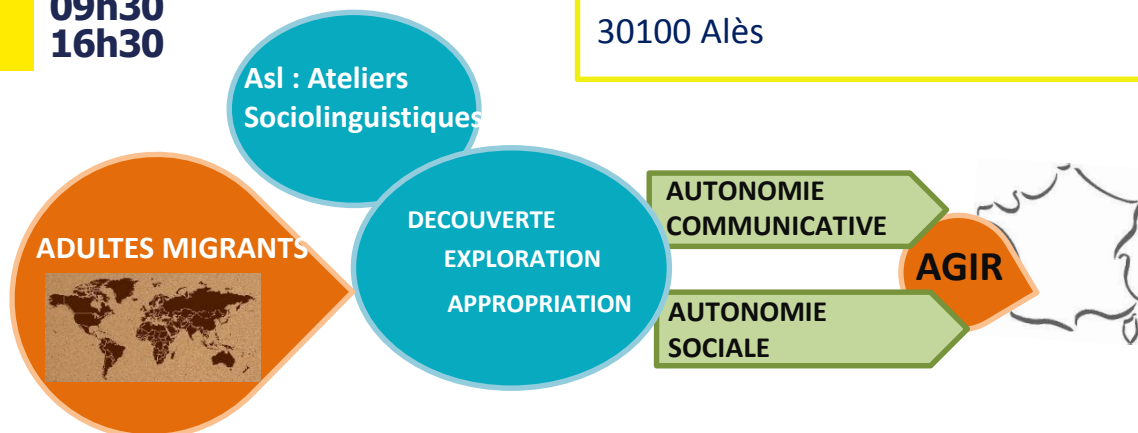 09h30
16h30
30100 Alès
Asl : Ateliers
Sociolinguistiques
ADULTES MIGRANTS
DECOUVERTE
EXPLORATION
APPROPRIATION
AUTONOMIE
COMMUNICATIVE
AUTONOMIE
SOCIALE
AGIR